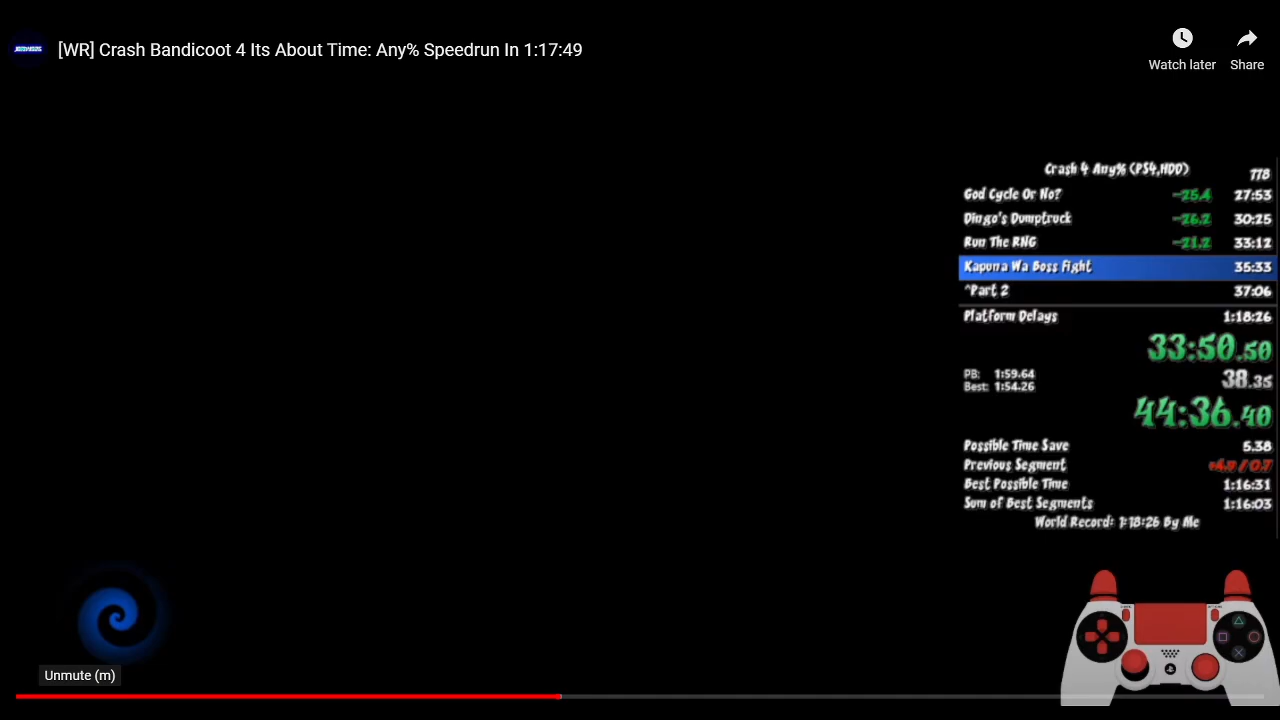 [WR] Crash Bandicoot 4 Its About Time: Any% Speedrun In 1:17:49
Watch later
Share
Crash 4 Any% (PS4,HDD) 778
God Cycle Or No? -25.4 27:53
Dingo's Dumptruck -26.2 30:25
Run The RNG -21.2 33:12
Kapuna Wa Boss Fight 35:33
^Part 2 37:06
Platform Delays 1:18:26
33:50.50
PB: 1:59.64 38.35
Best: 1:54.26
44:36.40
Possible Time Save 5.38
Previous Segment +4.9 / 0.7
Best Possible Time 1:16:31
Sum of Best Segments 1:16:03
World Record: 1:18:26 By Me
Unmute (m)